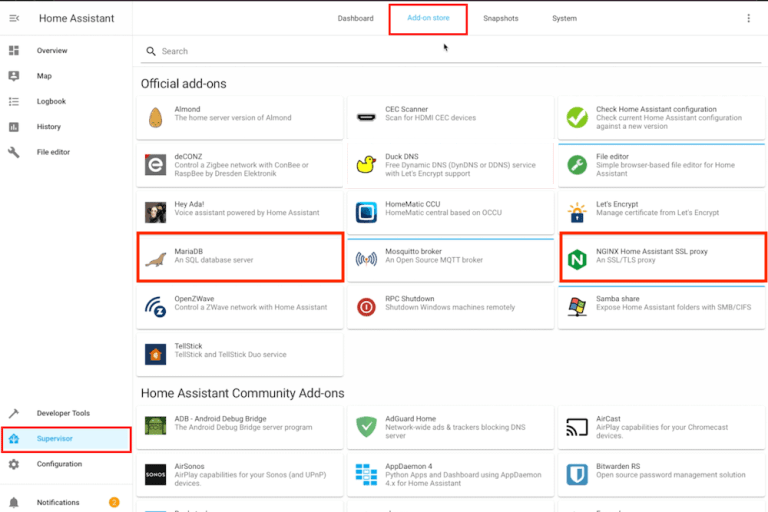 Home Assistant
Dashboard
Add-on store
Snapshots
System
Overview
Map
Logbook
History
File editor
Search
Official add-ons
Almond
The home server version of Almond
CEC Scanner
Scan for HDMI CEC devices
Check Home Assistant configuration
Check current Home Assistant configuration
against a new version
deCONZ
Control a Zigbee network with ConBee or
RaspBee by Dresden Elektronik
Duck DNS
Free Dynamic DNS (DynDNS or DDNS) service
with Let's Encrypt support
File editor
Simple browser-based file editor for Home
Assistant
Hey Ada!
Voice assistant powered by Home Assistant
HomeMatic CCU
HomeMatic central based on OCCU
Let's Encrypt
Manage certificate from Let's Encrypt
MariaDB
An SQL database server
Mosquitto broker
An Open Source MQTT broker
NGINX Home Assistant SSL proxy
An SSL/TLS proxy
OpenZWave
Control a ZWave network with Home Assistant
RPC Shutdown
Shutdown Windows machines remotely
Samba share
Expose Home Assistant folders with SMB/CIFS
TellStick
TellStick and TellStick Duo service
Home Assistant Community Add-ons
ADB - Android Debug Bridge
The Android Debug Bridge server program
AdGuard Home
Network-wide ads & trackers blocking DNS
server
AirCast
AirPlay capabilities for your Chromecast
devices.
SONOS
AirSonos
AirPlay capabilities for your Sonos (and UPnP)
devices.
AppDaemon 4
Python Apps and Dashboard using AppDaemon
4.x for Home Assistant
Bitwarden RS
Open source password management solution
Developer Tools
Supervisor
Configuration
Notifications
2